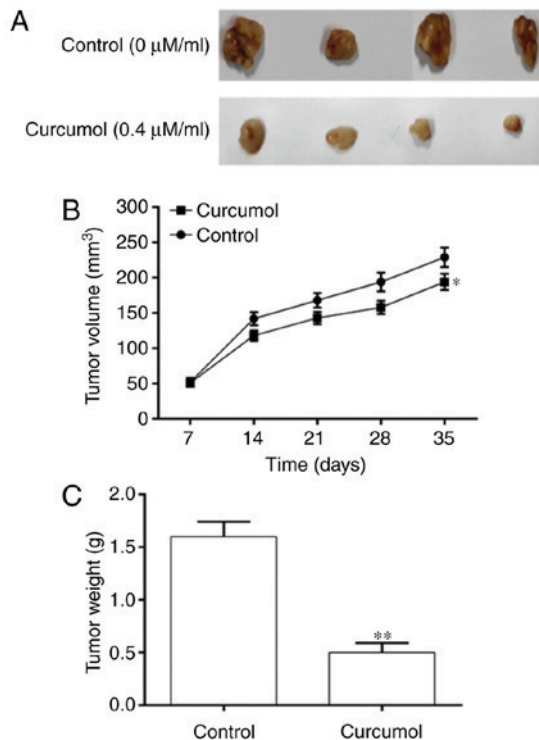 A
Control (0 μM/ml)
Curcumol (0.4 μM/ml)
B
300
250
200
150
100
50
0
Tumor volume (mm³)
Curcumol
Control
*
7 14 21 28 35
Time (days)
C
2.0
1.5
1.0
0.5
0.0
Tumor weight (g)
**
Control Curcumol